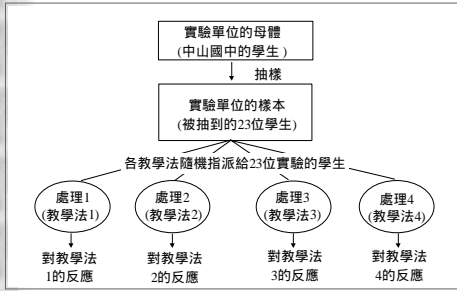 實驗單位的母體
(中山國中的學生 )
抽樣
實驗單位的樣本
(被抽到的23位學生)
各教學法隨機指派給23位實驗的學生
處理1
(教學法1)
處理2
(教學法2)
處理3
(教學法3)
處理4
(教學法4)
對教學法
1的反應
對教學法
2的反應
對教學法
3的反應
對教學法
4的反應